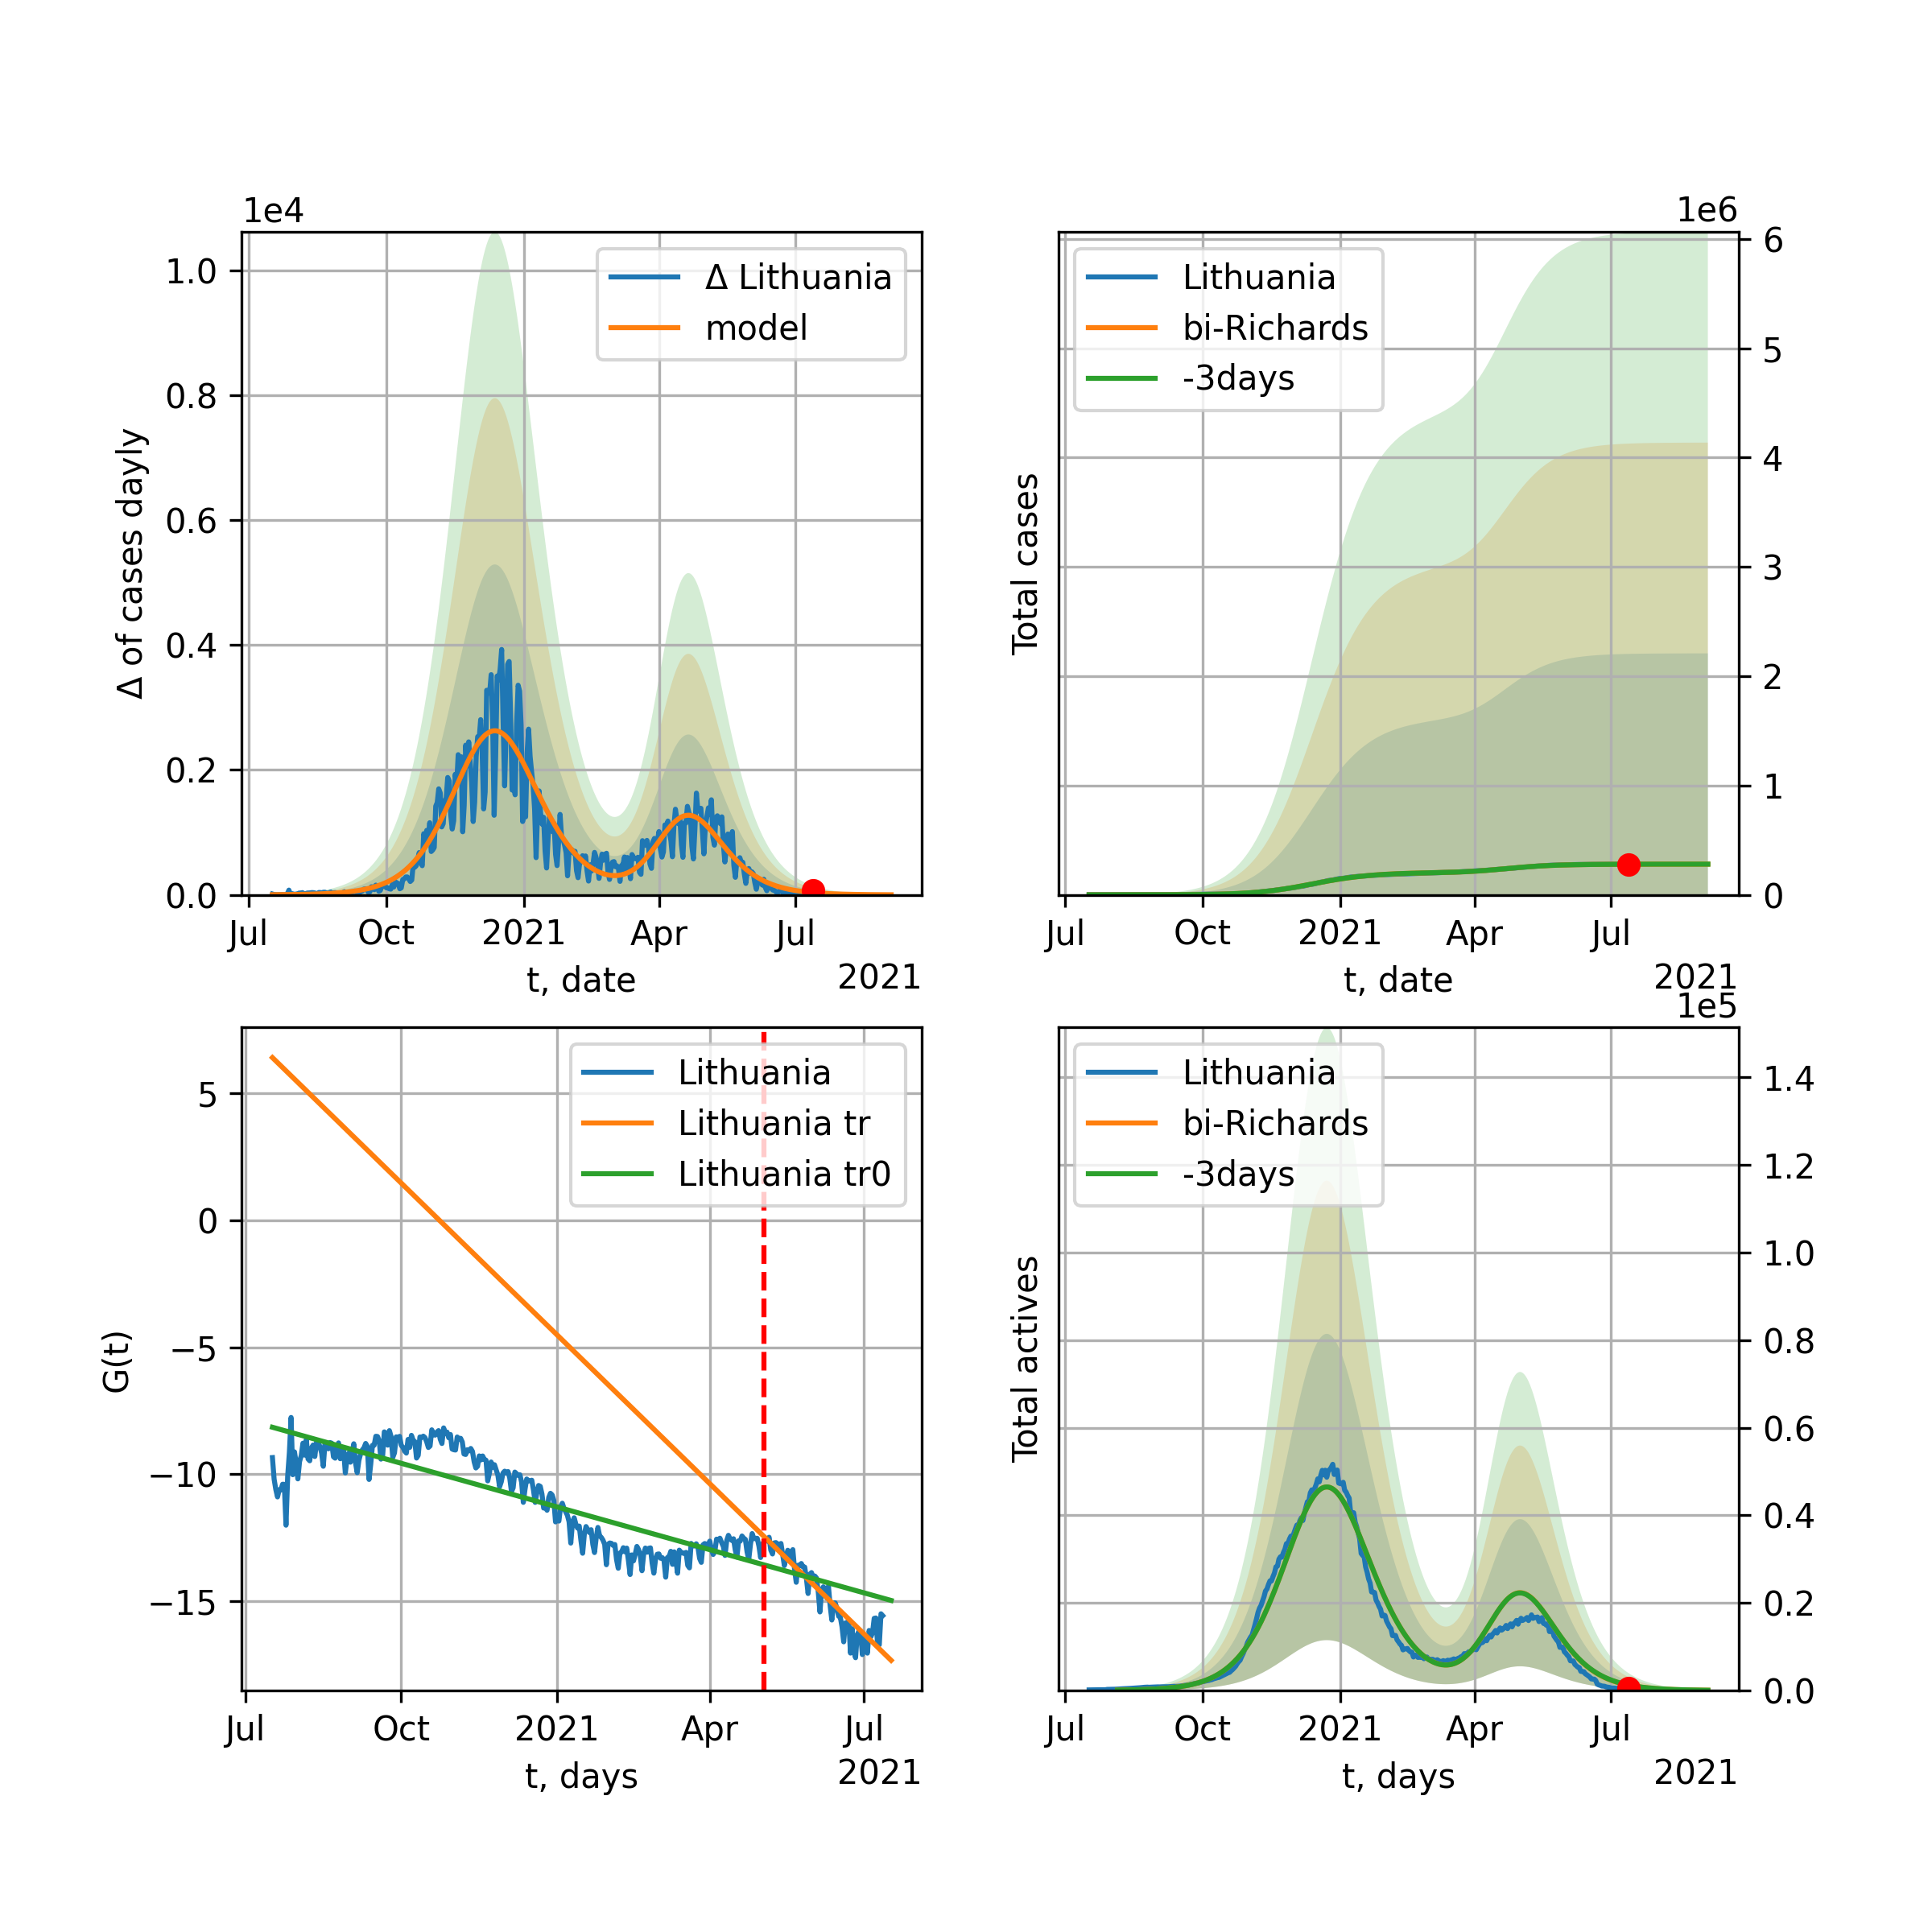 1e4
Δ of cases dayly
1.0
0.8
0.6
0.4
0.2
0.0
Δ Lithuania
model
Jul Oct 2021 Apr Jul
t, date
2021
1e6
Total cases
Lithuania
bi-Richards
-3days
6
5
4
3
2
1
0
Jul Oct 2021 Apr Jul
t, date
2021
G(t)
5
0
−5
−10
−15
Lithuania
Lithuania tr
Lithuania tr0
Jul Oct 2021 Apr Jul
t, days
2021
1e5
Total actives
Lithuania
bi-Richards
-3days
1.4
1.2
1.0
0.8
0.6
0.4
0.2
0.0
Jul Oct 2021 Apr Jul
t, days
2021